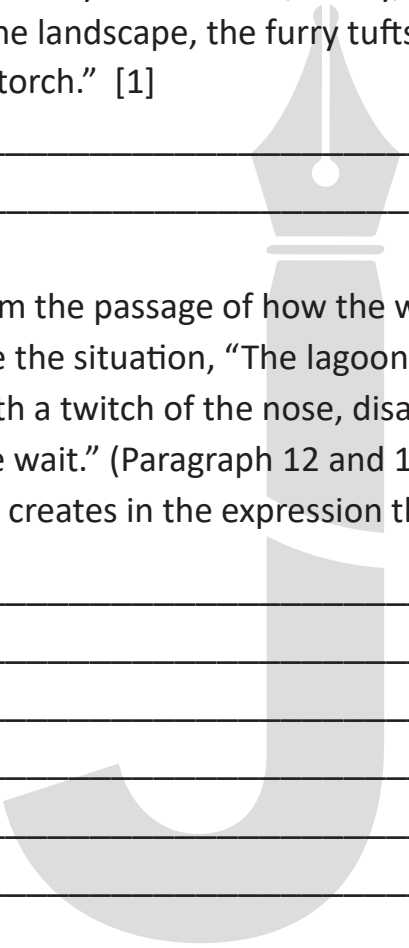 ne landscape, the furry tufts
torch.” [1]
m the passage of how the w
e the situation, “The lagoon
th a twitch of the nose, disa
e wait.” (Paragraph 12 and 1
creates in the expression th